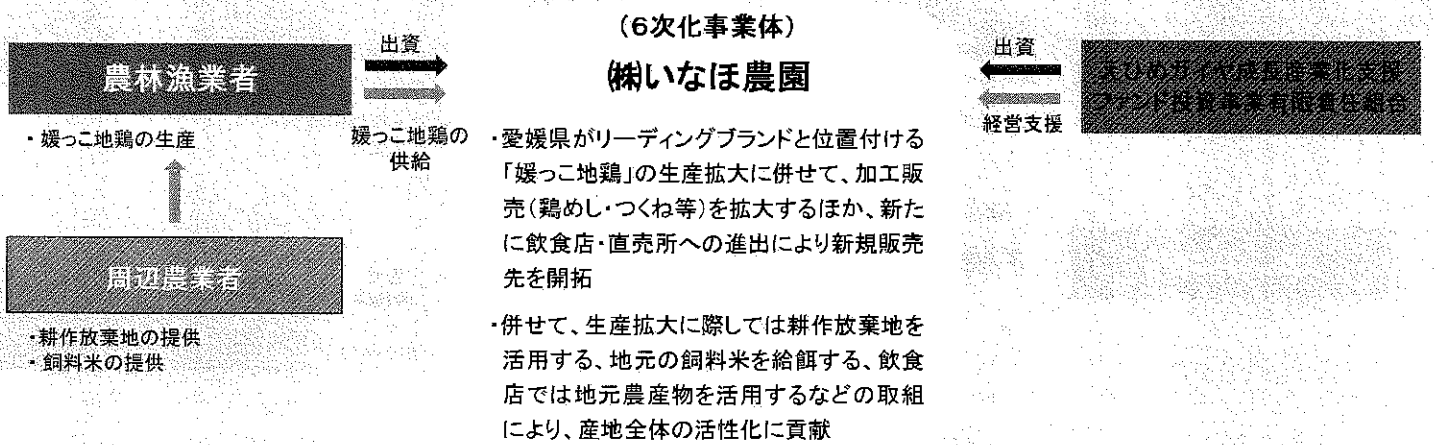 (6次化事業体)
㈱いなほ農園
農林漁業者
・媛っこ地鶏の生産
出資
媛っこ地鶏の
供給
周辺農業者
・耕作放棄地の提供
・飼料米の提供
・愛媛県がリーディングブランドと位置付ける
「媛っこ地鶏」の生産拡大に併せて、加工販
売(鶏めし・つくね等)を拡大するほか、新た
に飲食店・直売所への進出により新規販売
先を開拓
・併せて、生産拡大に際しては耕作放棄地を
活用する、地元の飼料米を給餌する、飲食
店では地元農産物を活用するなどの取組
により、産地全体の活性化に貢献
出資
経営支援
えひめガイヤ成長産業化支援
ファンド投資事業有限責任組合